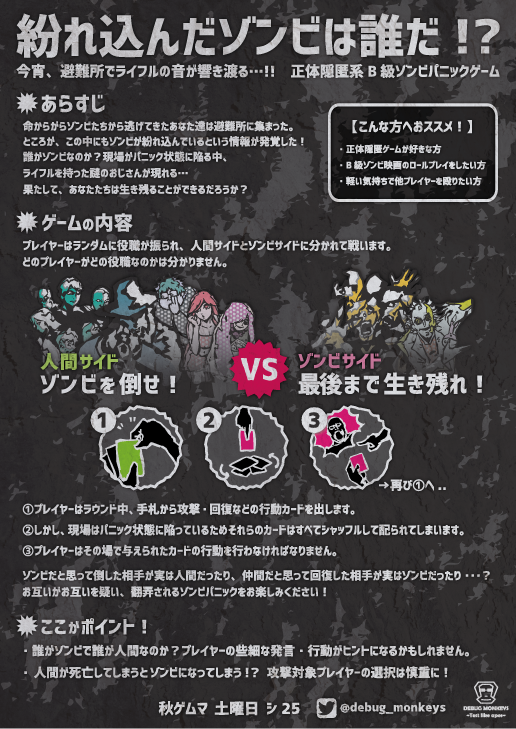 紛れ込んだゾンビは誰だ!?
今宵、避難所でライフルの音が響き渡る…!! 正体隠匿系B級ゾンビパニックゲーム
あらすじ
命からがらゾンビたちから逃げてきたあなた達は避難所に集まった。
ところが、この中にもゾンビが紛れ込んでいるという情報が発覚した!
誰がゾンビなのか?現場がパニック状態に陥る中、
ライフルを持った謎のおじさんが現れる…
果たして、あなたたちは生き残ることができるだろうか?
【こんな方へおススメ!】
・正体隠匿ゲームが好きな方
・B級ゾンビ映画のロールプレイをしたい方
・軽い気持ちで他プレイヤーを殴りたい方
ゲームの内容
プレイヤーはランダムに役職が振られ、人間サイドとゾンビサイドに分かれて戦います。
どのプレイヤーがどの役職なのかは分かりません。
人間サイド
ゾンビを倒せ!
VS
ゾンビサイド
最後まで生き残れ!
1
2
3
→再び①へ..
①プレイヤーはラウンド中、手札から攻撃・回復などの行動カードを出します。
②しかし、現場はパニック状態に陥っているためそれらのカードはすべてシャッフルして配られてしまいます。
③プレイヤーはその場で与えられたカードの行動を行わなければなりません。
ゾンビだと思って倒した相手が実は人間だったり、仲間だと思って回復した相手が実はゾンビだったり…?
お互いがお互いを疑い、翻弄されるゾンビパニックをお楽しみください!
ここがポイント!
・誰がゾンビで誰が人間なのか?プレイヤーの些細な発言・行動がヒントになるかもしれません。
・人間が死亡してしまうとゾンビになってしまう!? 攻撃対象プレイヤーの選択は慎重に!
秋ゲムマ 土曜日 シ25
@debug_monkeys
DEBUG MONKEYS